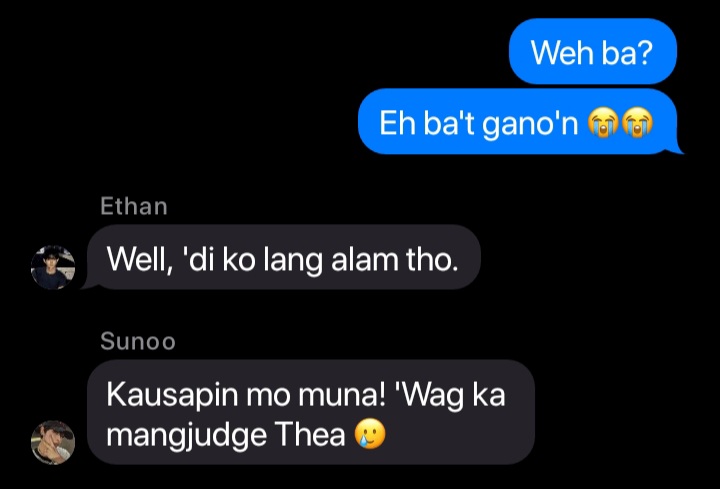 Weh ba?
Eh ba't gano'n 😭😭
Ethan
Well, 'di ko lang alam tho.
Sunoo
Kausapin mo muna! 'Wag ka
mangjudge Thea 🥲